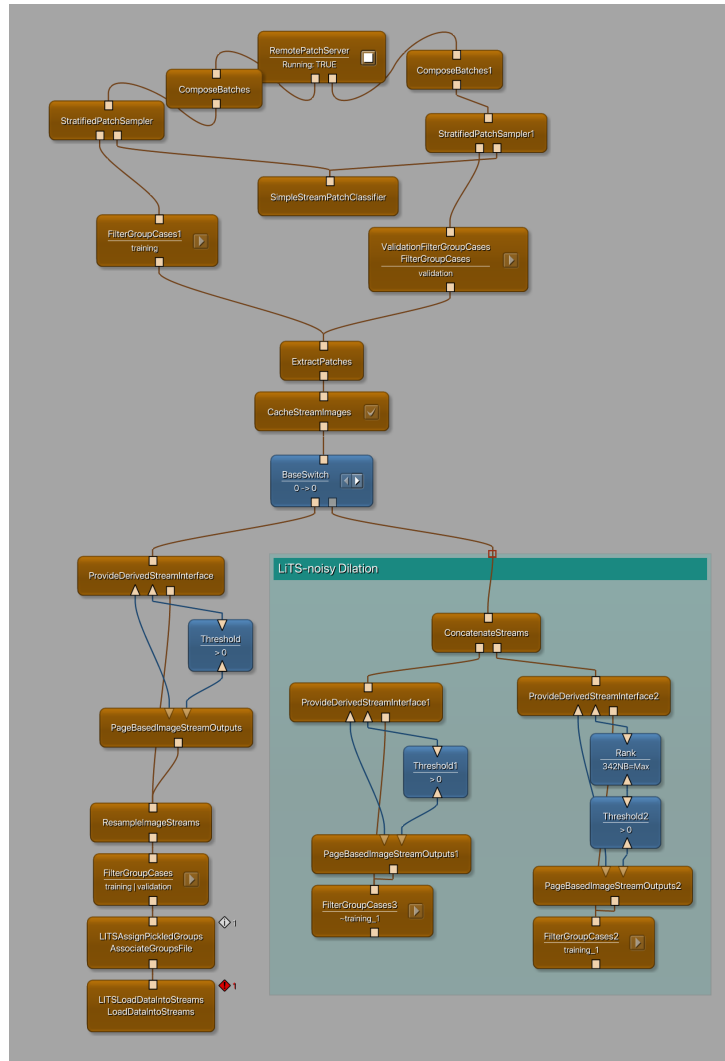 RemotePatchServer
Running: TRUE
ComposeBatches1
ComposeBatches
StratifiedPatchSampler
StratifiedPatchSampler1
SimpleStreamPatchClassifier
FilterGroupCases1
training
ValidationFilterGroupCases
FilterGroupCases
validation
ExtractPatches
CacheStreamImages
BaseSwitch
0 -> 0
LiTS-noisy Dilation
ProvideDerivedStreamInterface
Threshold
> 0
PageBasedImageStreamOutputs
ResampleImageStreams
FilterGroupCases
training | validation
LITSAssignPickledGroups
AssociateGroupsFile
1
LITSLoadDataIntoStreams
LoadDataIntoStreams
1
ConcatenateStreams
ProvideDerivedStreamInterface1
Threshold1
> 0
PageBasedImageStreamOutputs1
FilterGroupCases3
~training_1
ProvideDerivedStreamInterface2
Rank
342NB=Max
Threshold2
> 0
PageBasedImageStreamOutputs2
FilterGroupCases2
training_1